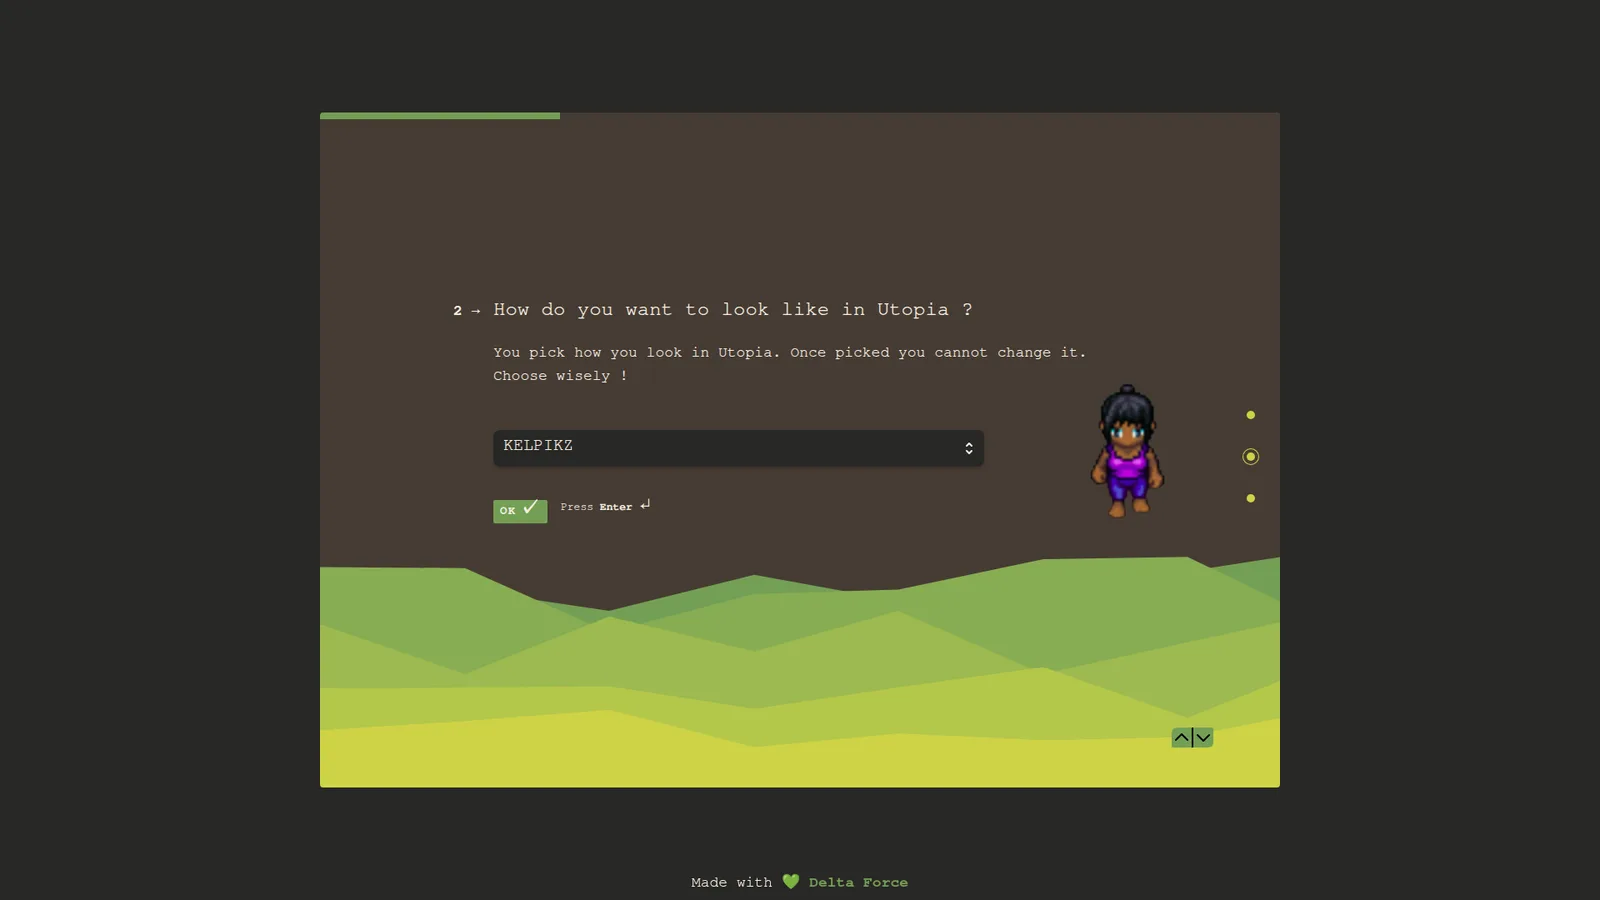 2 → How do you want to look like in Utopia ?
You pick how you look in Utopia. Once picked you cannot change it.
Choose wisely !
KELPIKZ
OK ✓ Press Enter ↵
Made with 💚 Delta Force